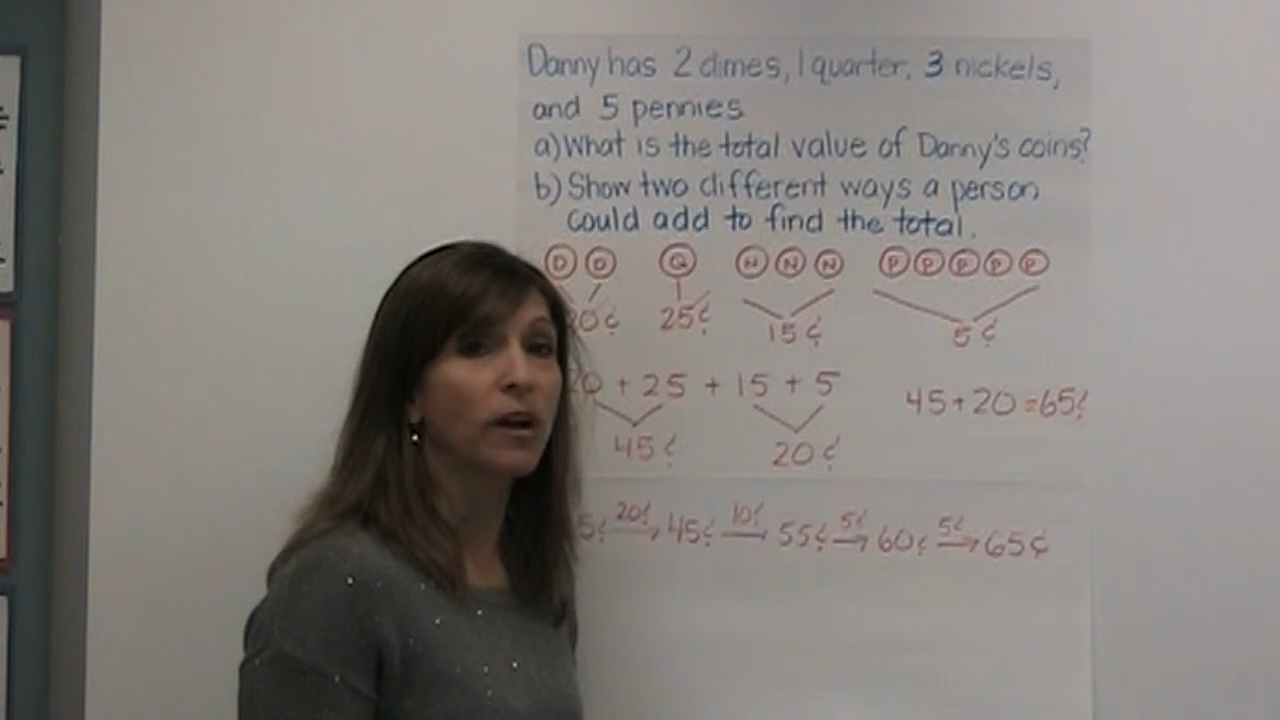 Danny has 2 dimes, 1 quarter, 3 nickels,
and 5 pennies
a) What is the total value of Danny's coins?
b) Show two different ways a person
could add to find the total.
D D Q N N N P P P P P
0¢ 25¢ 15¢ 5¢
20 + 25 + 15 + 5 45+20=65¢
45¢ 20¢
20¢ 10¢ 5¢ 5¢
5¢ → 45¢ → 55¢ → 60¢ → 65¢